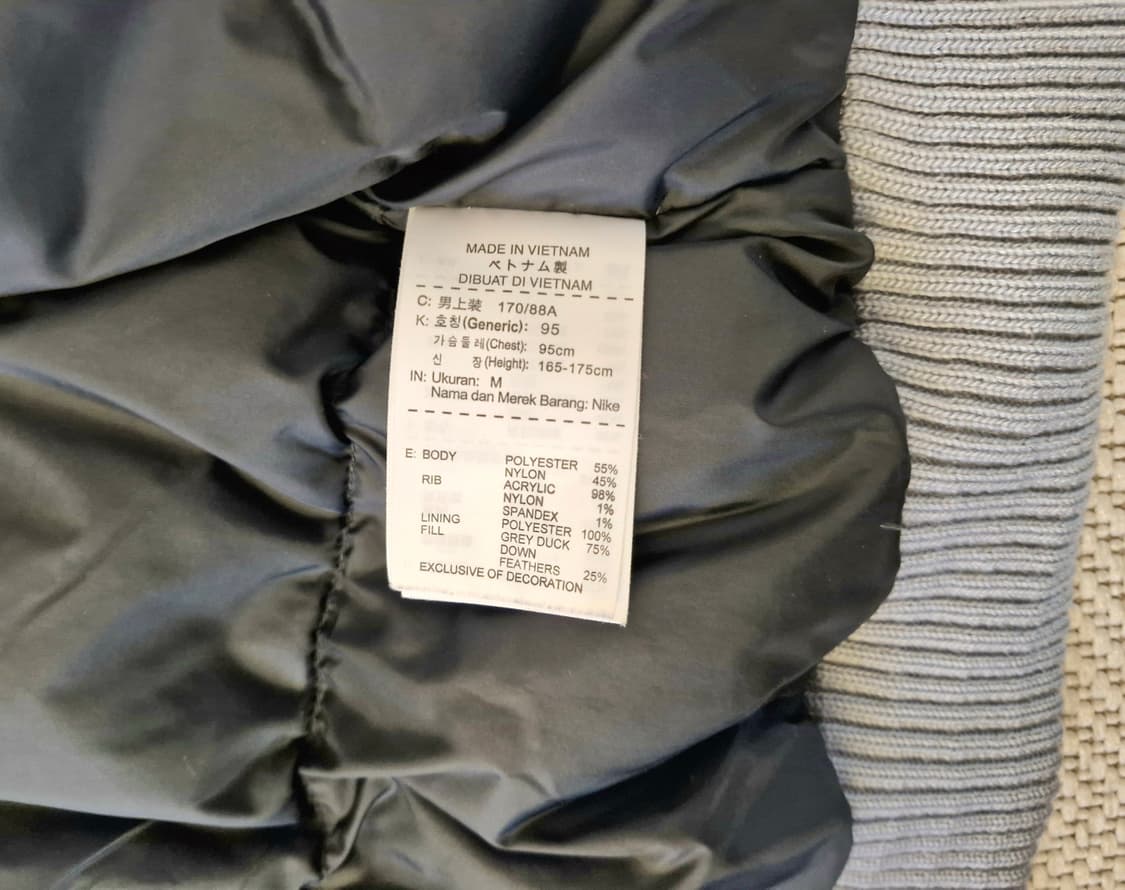 MADE IN VIETNAM
ベトナム製
DIBUAT DI VIETNAM
C: 男上装 170/88A
K: 호칭(Generic): 95
가슴둘레(Chest): 95cm
신 장(Height): 165-175cm
IN: Ukuran: M
Nama dan Merek Barang: Nike
E: BODY POLYESTER 55%
NYLON 45%
RIB ACRYLIC 98%
NYLON 1%
SPANDEX 1%
LINING POLYESTER 100%
FILL GREY DUCK 75%
DOWN
FEATHERS 25%
EXCLUSIVE OF DECORATION